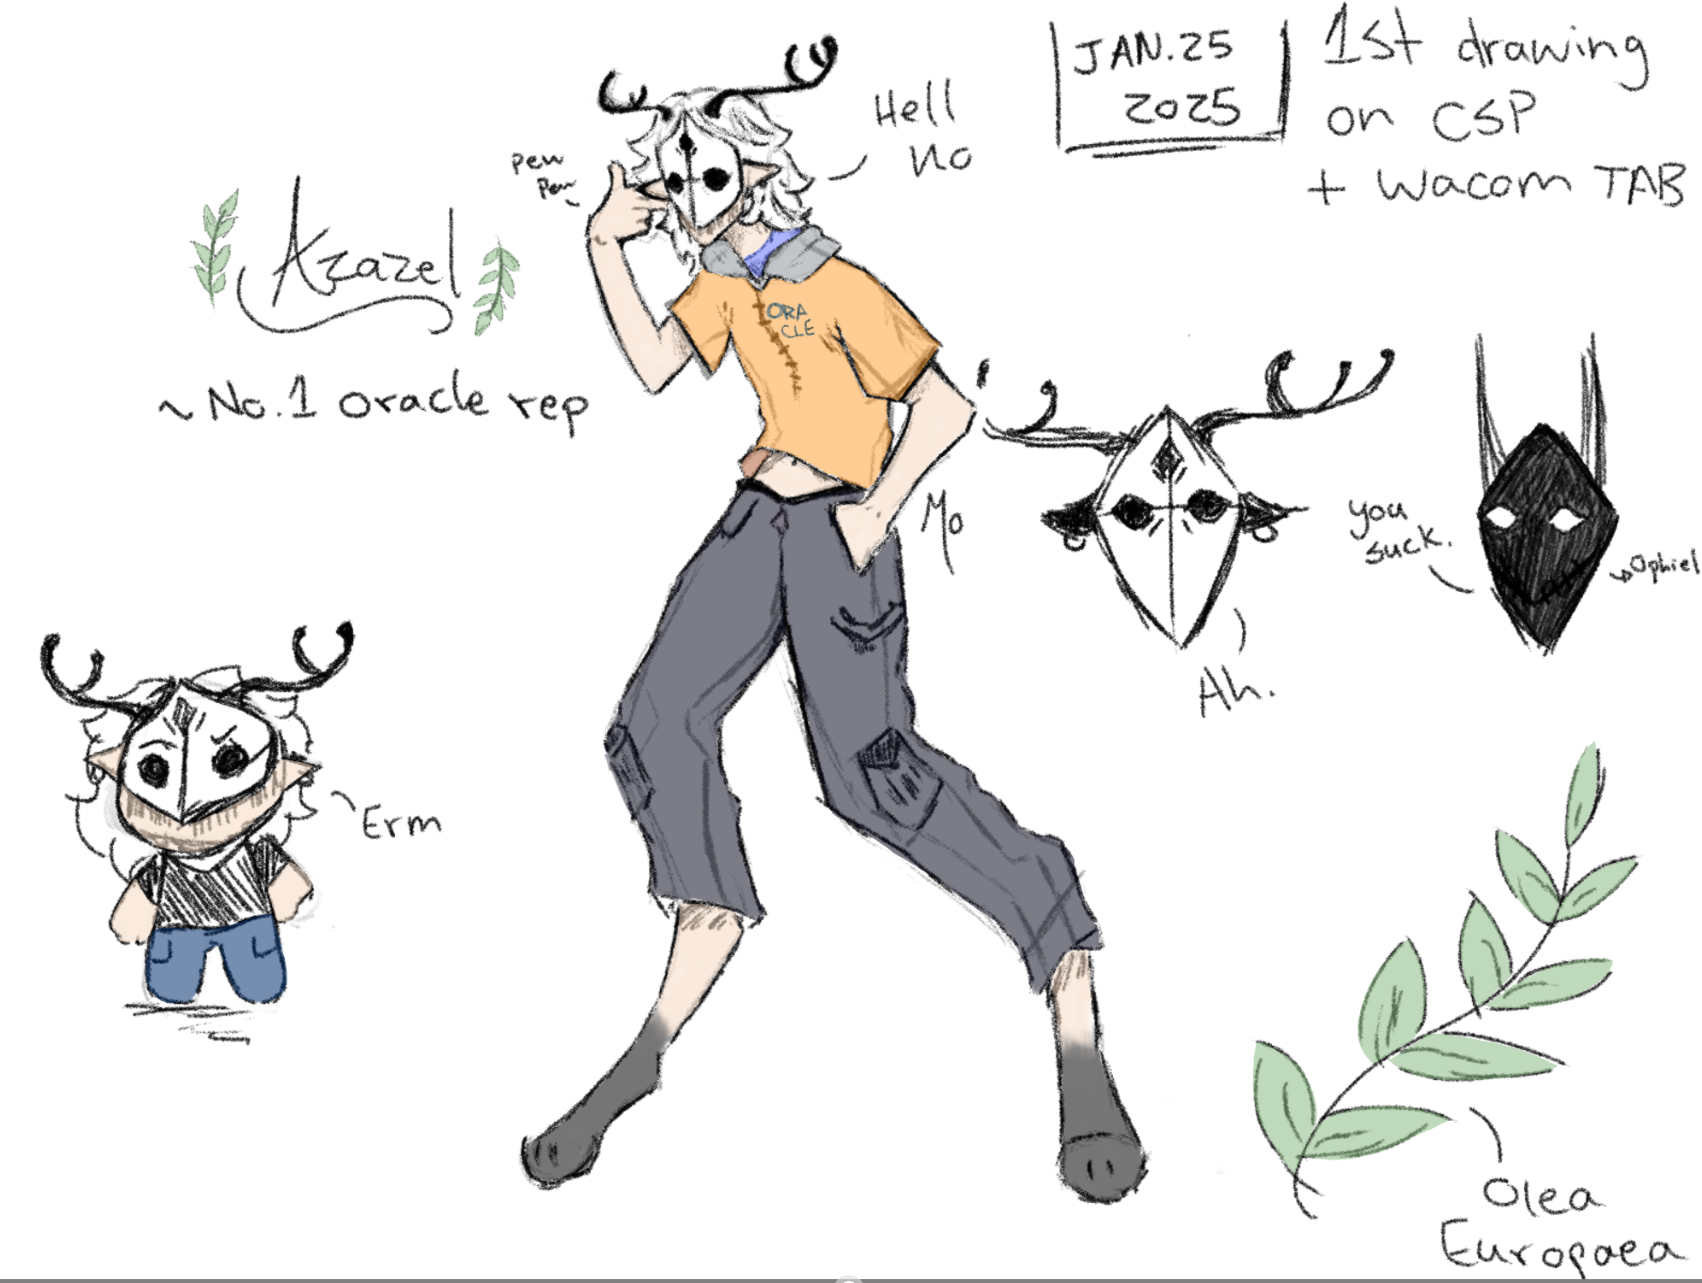 JAN.25
2025
1st drawing
on CSP
+ Wacom TAB
Hell
No
pew
Pew
Azazel
~No.1 oracle rep
ORA
CLE
Mo
you
suck.
Ophiel
Ah.
Erm
Olea
Europaea